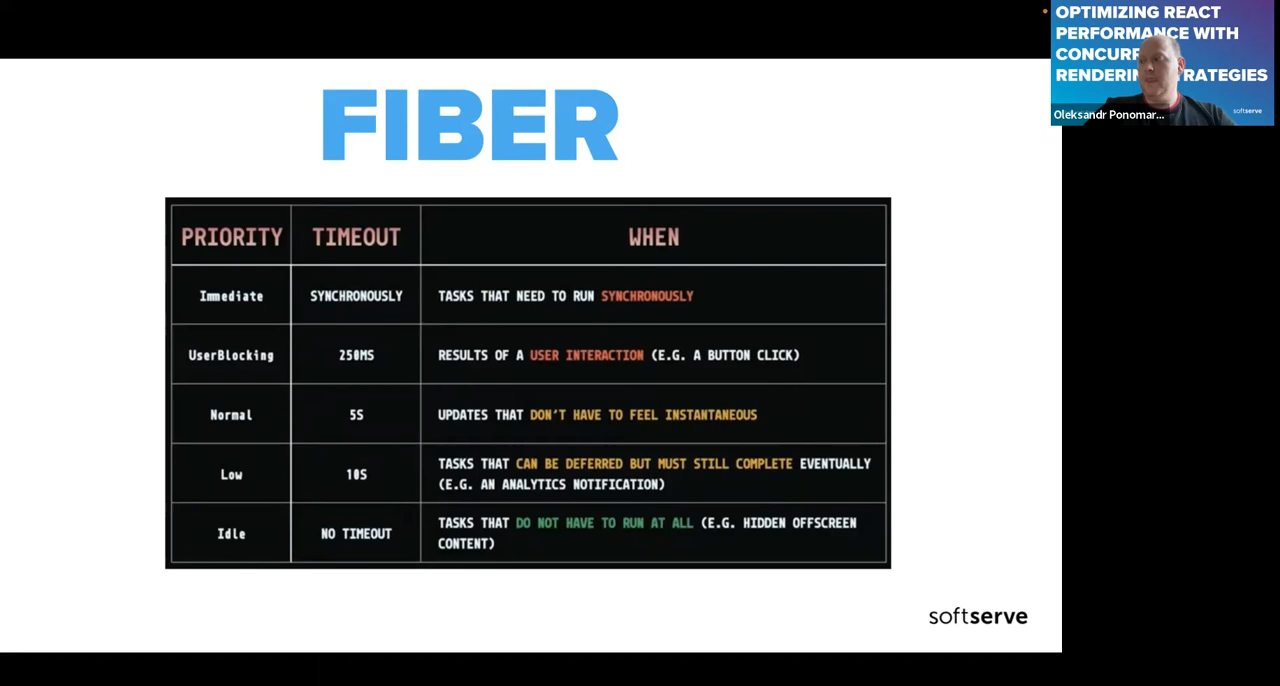 OPTIMIZING REACT
PERFORMANCE WITH
RATEGIES
softserve
Oleksandr Ponomar...
FIBER
PRIORITY TIMEOUT WHEN
Immediate SYNCHRONOUSLY TASKS THAT NEED TO RUN SYNCHRONOUSLY
UserBlocking 250MS RESULTS OF A USER INTERACTION (E.G. A BUTTON CLICK)
Normal 5S UPDATES THAT DON'T HAVE TO FEEL INSTANTANEOUS
Low 10S TASKS THAT CAN BE DEFERRED BUT MUST STILL COMPLETE EVENTUALLY
(E.G. AN ANALYTICS NOTIFICATION)
Idle NO TIMEOUT TASKS THAT DO NOT HAVE TO RUN AT ALL (E.G. HIDDEN OFFSCREEN
CONTENT)
softserve